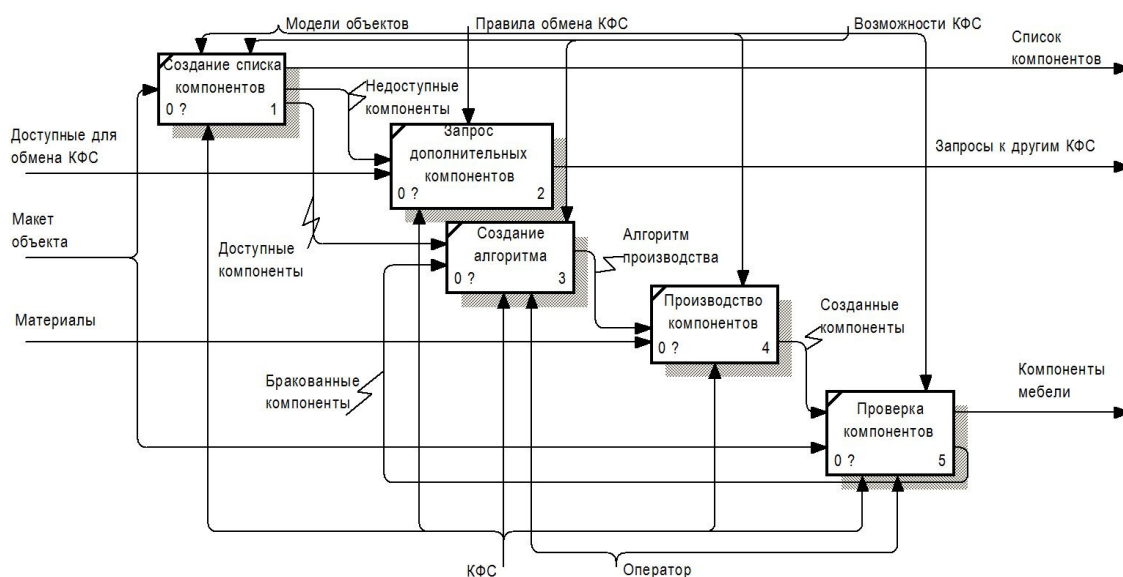 Модели объектов
Правила обмена КФС
Возможности КФС
Список
компонентов
Создание списка
компонентов
0 ?
1
Недоступные
компоненты
Доступные для
обмена КФС
Запрос
дополнительных
компонентов
0 ?
2
Запросы к другим КФС
Макет
объекта
Доступные
компоненты
Создание
алгоритма
0 ?
3
Алгоритм
производства
Материалы
Производство
компонентов
0 ?
4
Созданные
компоненты
Бракованные
компоненты
Проверка
компонентов
0 ?
5
Компоненты
мебели
КФС
Оператор